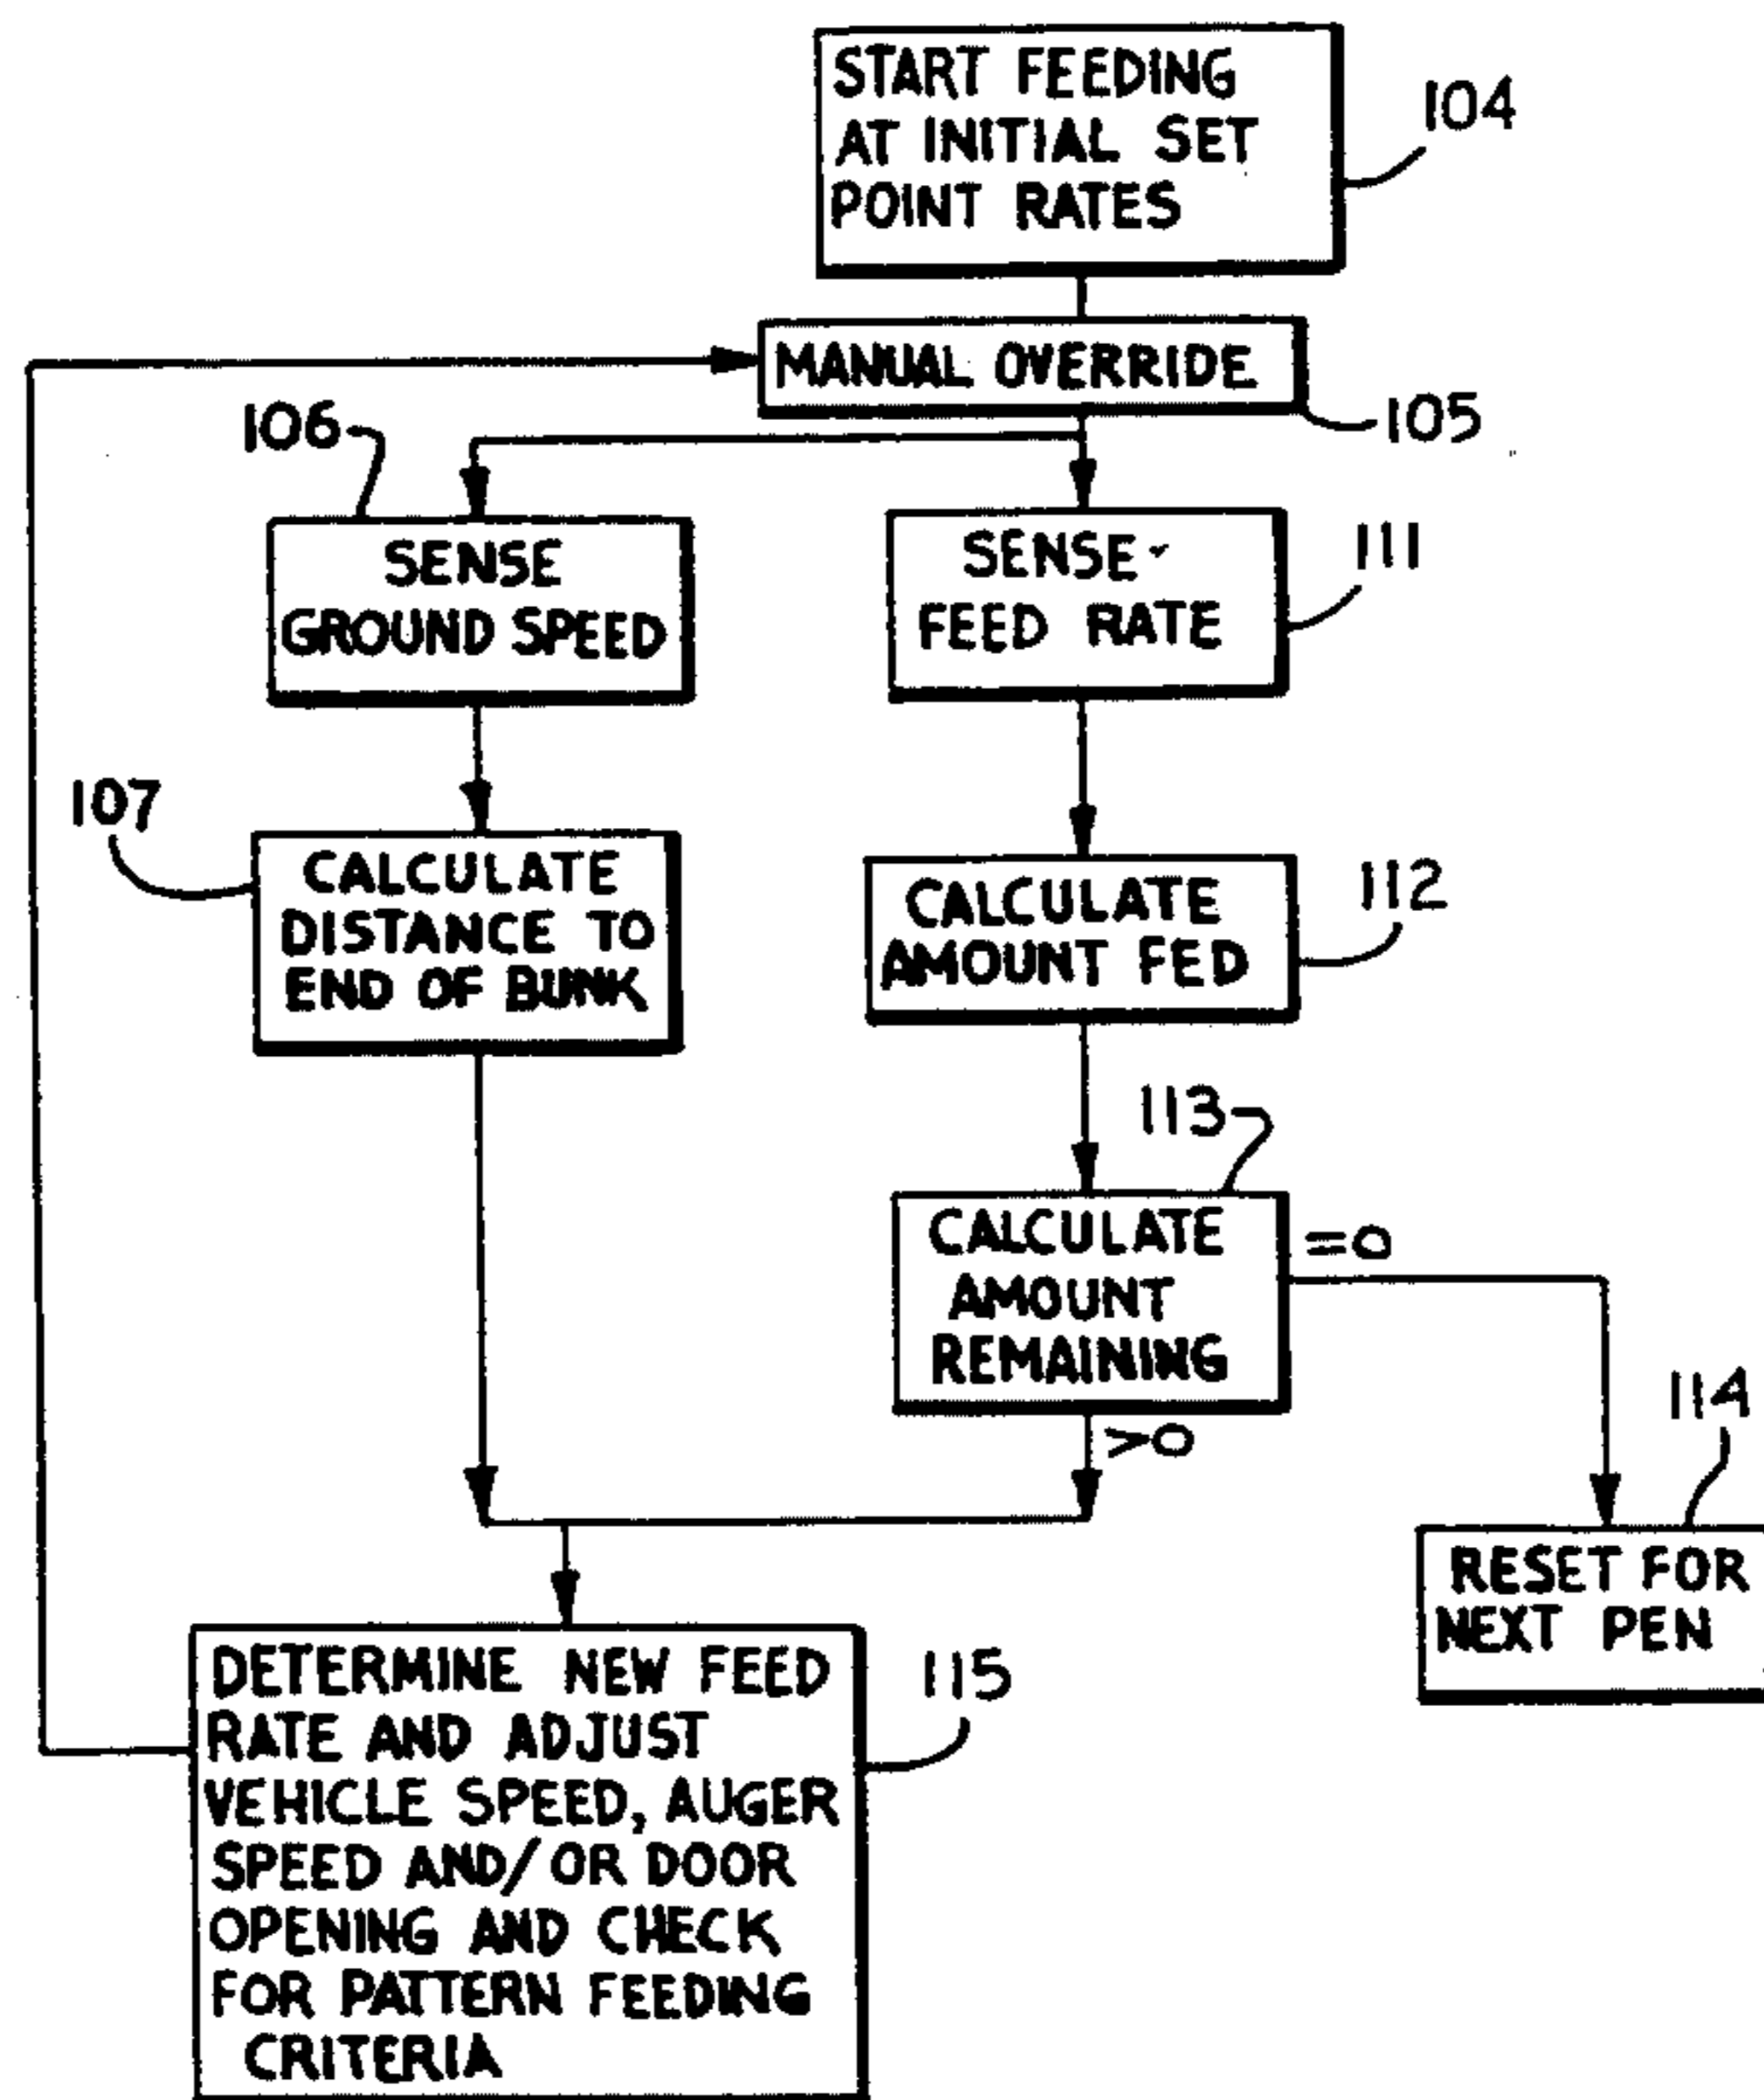 START FEEDING
AT INITIAL SET
POINT RATES
104
MANUAL OVERRIDE
105
106
SENSE
GROUND SPEED
SENSE
FEED RATE
111
107
CALCULATE
DISTANCE TO
END OF BUNK
CALCULATE
AMOUNT FED
112
113
CALCULATE
AMOUNT
REMAINING
=0
>0
114
RESET FOR
NEXT PEN
DETERMINE NEW FEED
RATE AND ADJUST
VEHICLE SPEED, AUGER
SPEED AND/OR DOOR
OPENING AND CHECK
FOR PATTERN FEEDING
CRITERIA
115